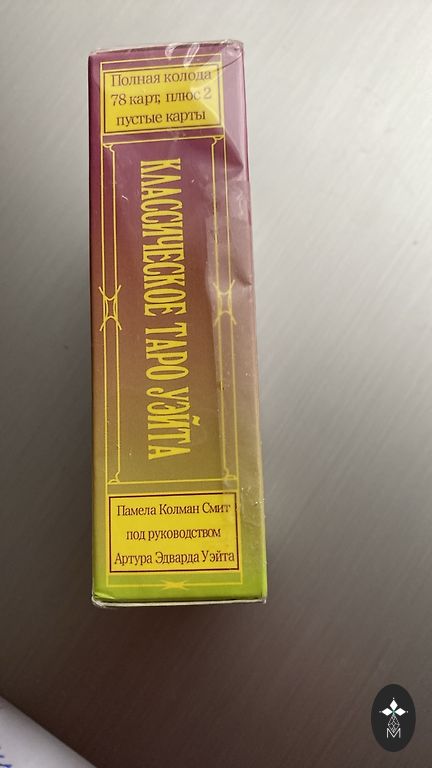 Полная колода
78 карт, плюс 2
пустые карты
КЛАССИЧЕСКОЕ ТАРО УЭЙТА
Памела Колман Смит
под руководством
Артура Эдварда Уэйта
M